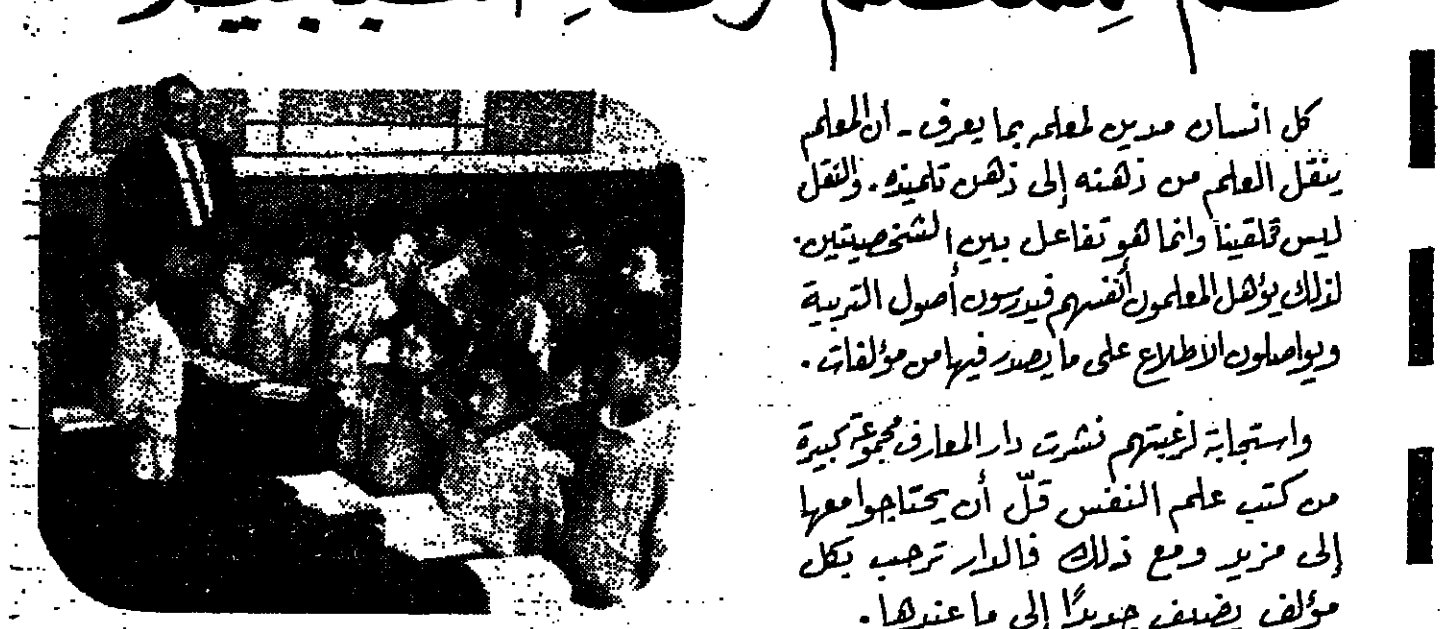 كل انسان مدين لمعلمه بما يعرف - ان المعلم
ينقل العلم من ذهنه إلى ذهن تلميذه . والنقل
ليس تلقينا وانما هو تفاعل بين الشخصيتين .
لذلك يؤهل المعلمون أنفسهم فيدرسون أصول التربية
ويواصلون الاطلاع على ما يصدر فيها من مؤلفات .
واستجابة لرغبتهم نشرت دار المعارف مجموعة كبيرة
من كتب علم النفس قلّ أن يحتاجوا معها
إلى مزيد ومع ذلك فالدار ترحب بكل
مؤلف يضيف جديدًا إلى ما عندها .